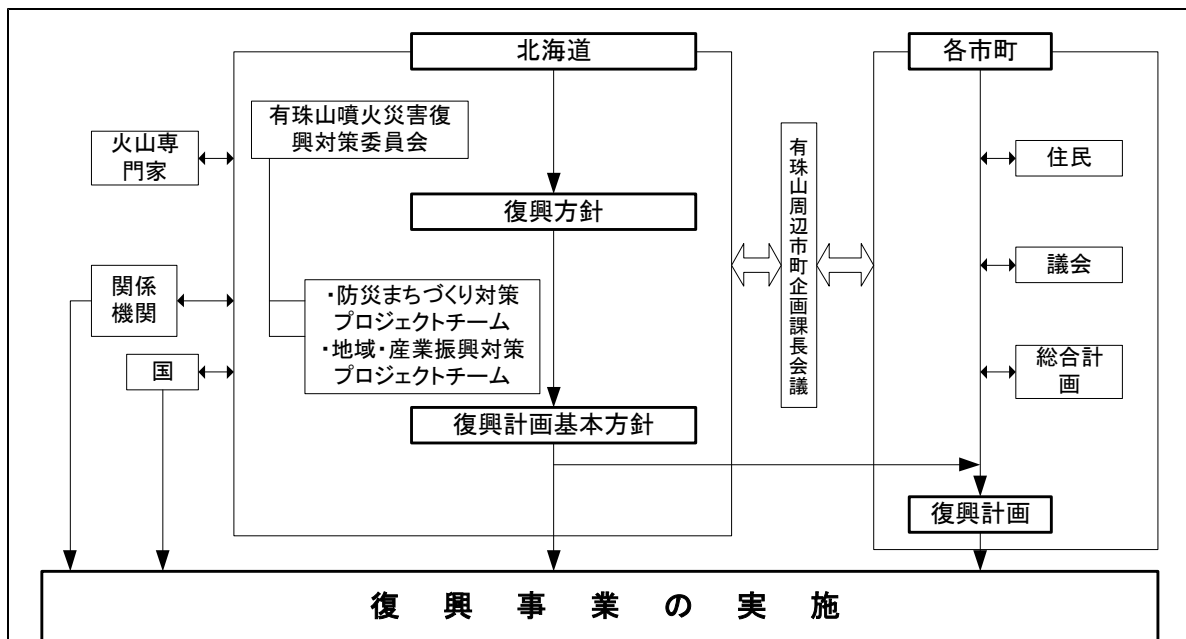 北海道
各市町
有珠山噴火災害復
興対策委員会
火山専
門家
住民
復興方針
有珠山周辺市町企画課長会議
議会
関係
機関
・防災まちづくり対策
プロジェクトチーム
・地域・産業振興対策
プロジェクトチーム
国
総合計
画
復興計画基本方針
復興計画
復興事業の実施